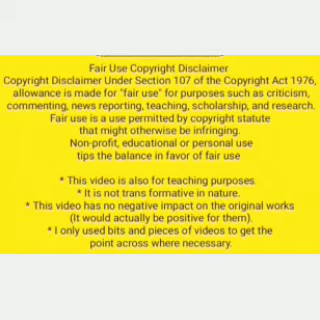 Fair Use Copyright Disclaimer
Copyright Disclaimer Under Section 107 of the Copyright Act 1976,
allowance is made for "fair use" for purposes such as criticism,
commenting, news reporting, teaching, scholarship, and research.
Fair use is a use permitted by copyright statute
that might otherwise be infringing.
Non-profit, educational or personal use
tips the balance in favor of fair use
* This video is also for teaching purposes.
* It is not trans formative in nature.
* This video has no negative impact on the original works
(It would actually be positive for them).
* I only used bits and pieces of videos to get the
point across where necessary.